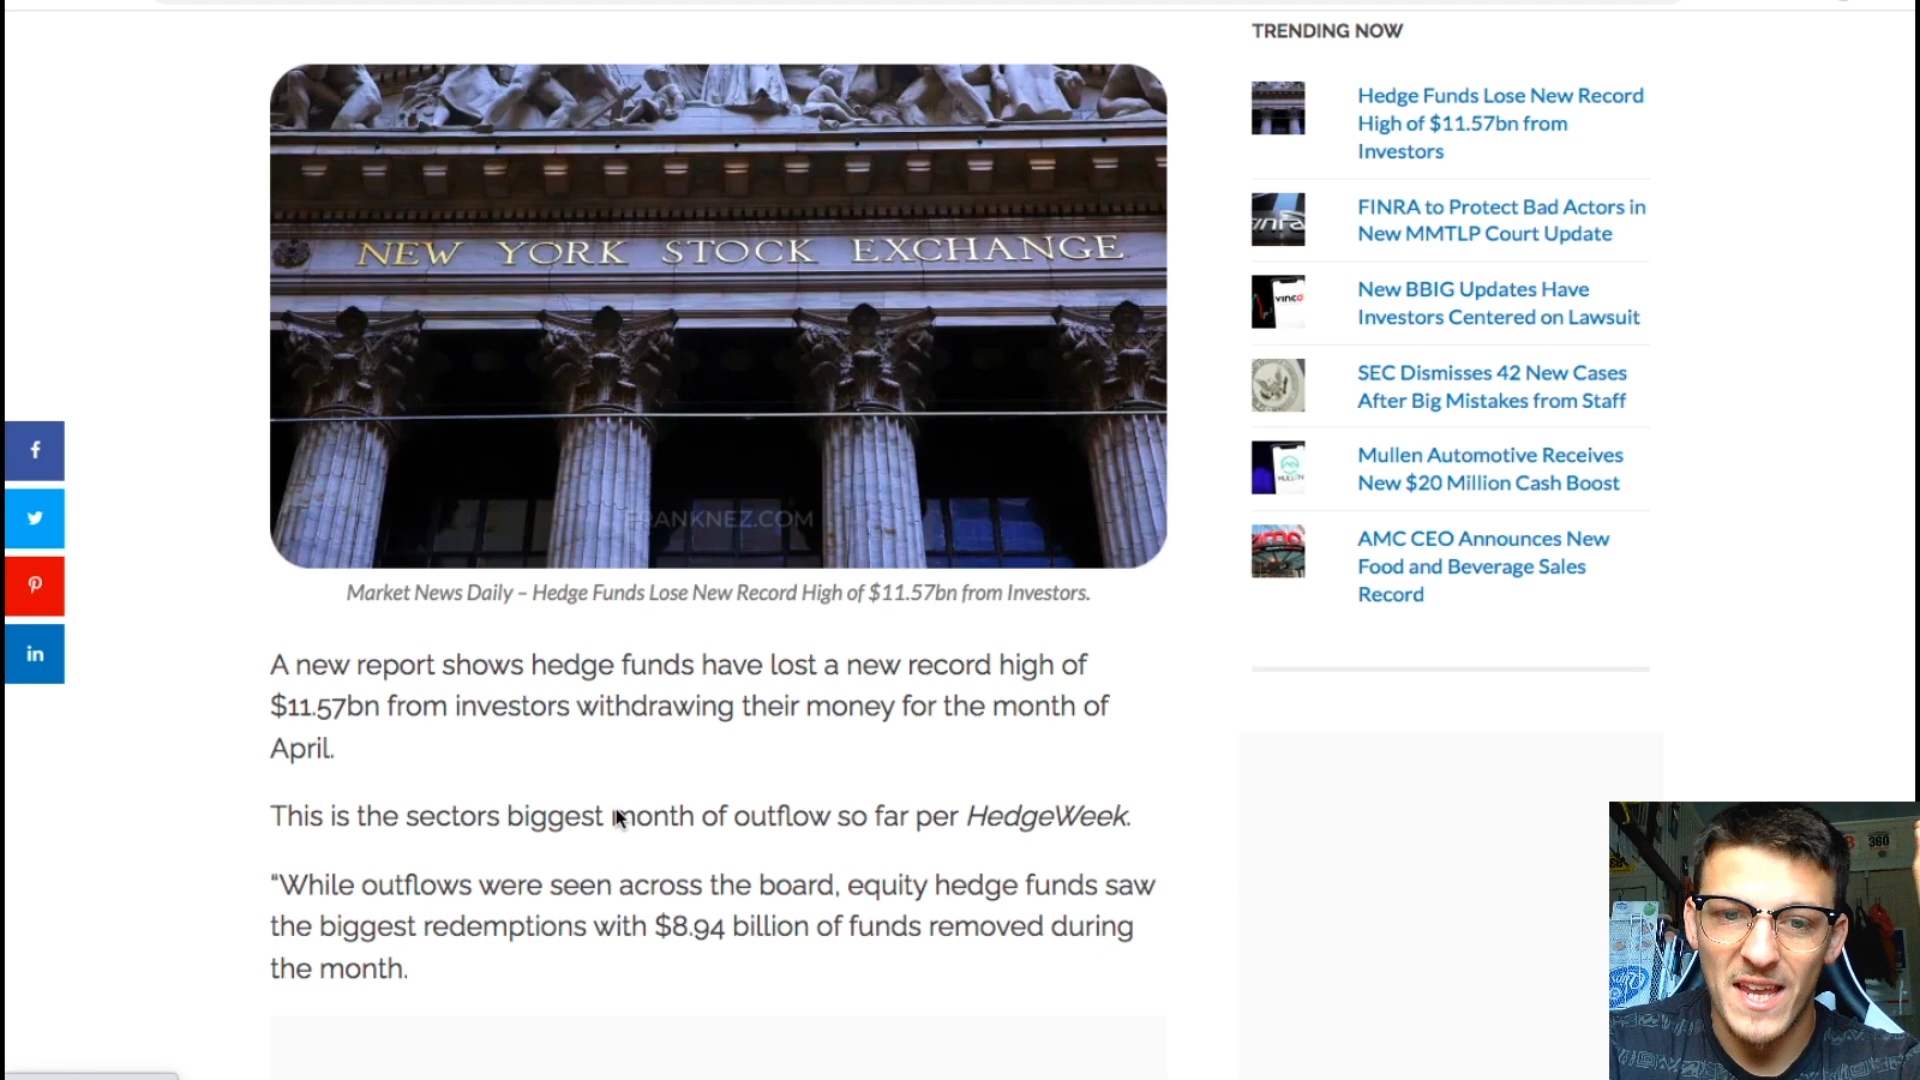 TRENDING NOW
NEW YORK STOCK EXCHANGE
RANKNEZ.COM
Market News Daily – Hedge Funds Lose New Record High of $11.57bn from Investors.
A new report shows hedge funds have lost a new record high of
$11.57bn from investors withdrawing their money for the month of
April.
This is the sectors biggest month of outflow so far per HedgeWeek.
“While outflows were seen across the board, equity hedge funds saw
the biggest redemptions with $8.94 billion of funds removed during
the month.
Hedge Funds Lose New Record
High of $11.57bn from
Investors
FINRA to Protect Bad Actors in
New MMTLP Court Update
New BBIG Updates Have
Investors Centered on Lawsuit
SEC Dismisses 42 New Cases
After Big Mistakes from Staff
Mullen Automotive Receives
New $20 Million Cash Boost
AMC CEO Announces New
Food and Beverage Sales
Record
f
in
vinco
360